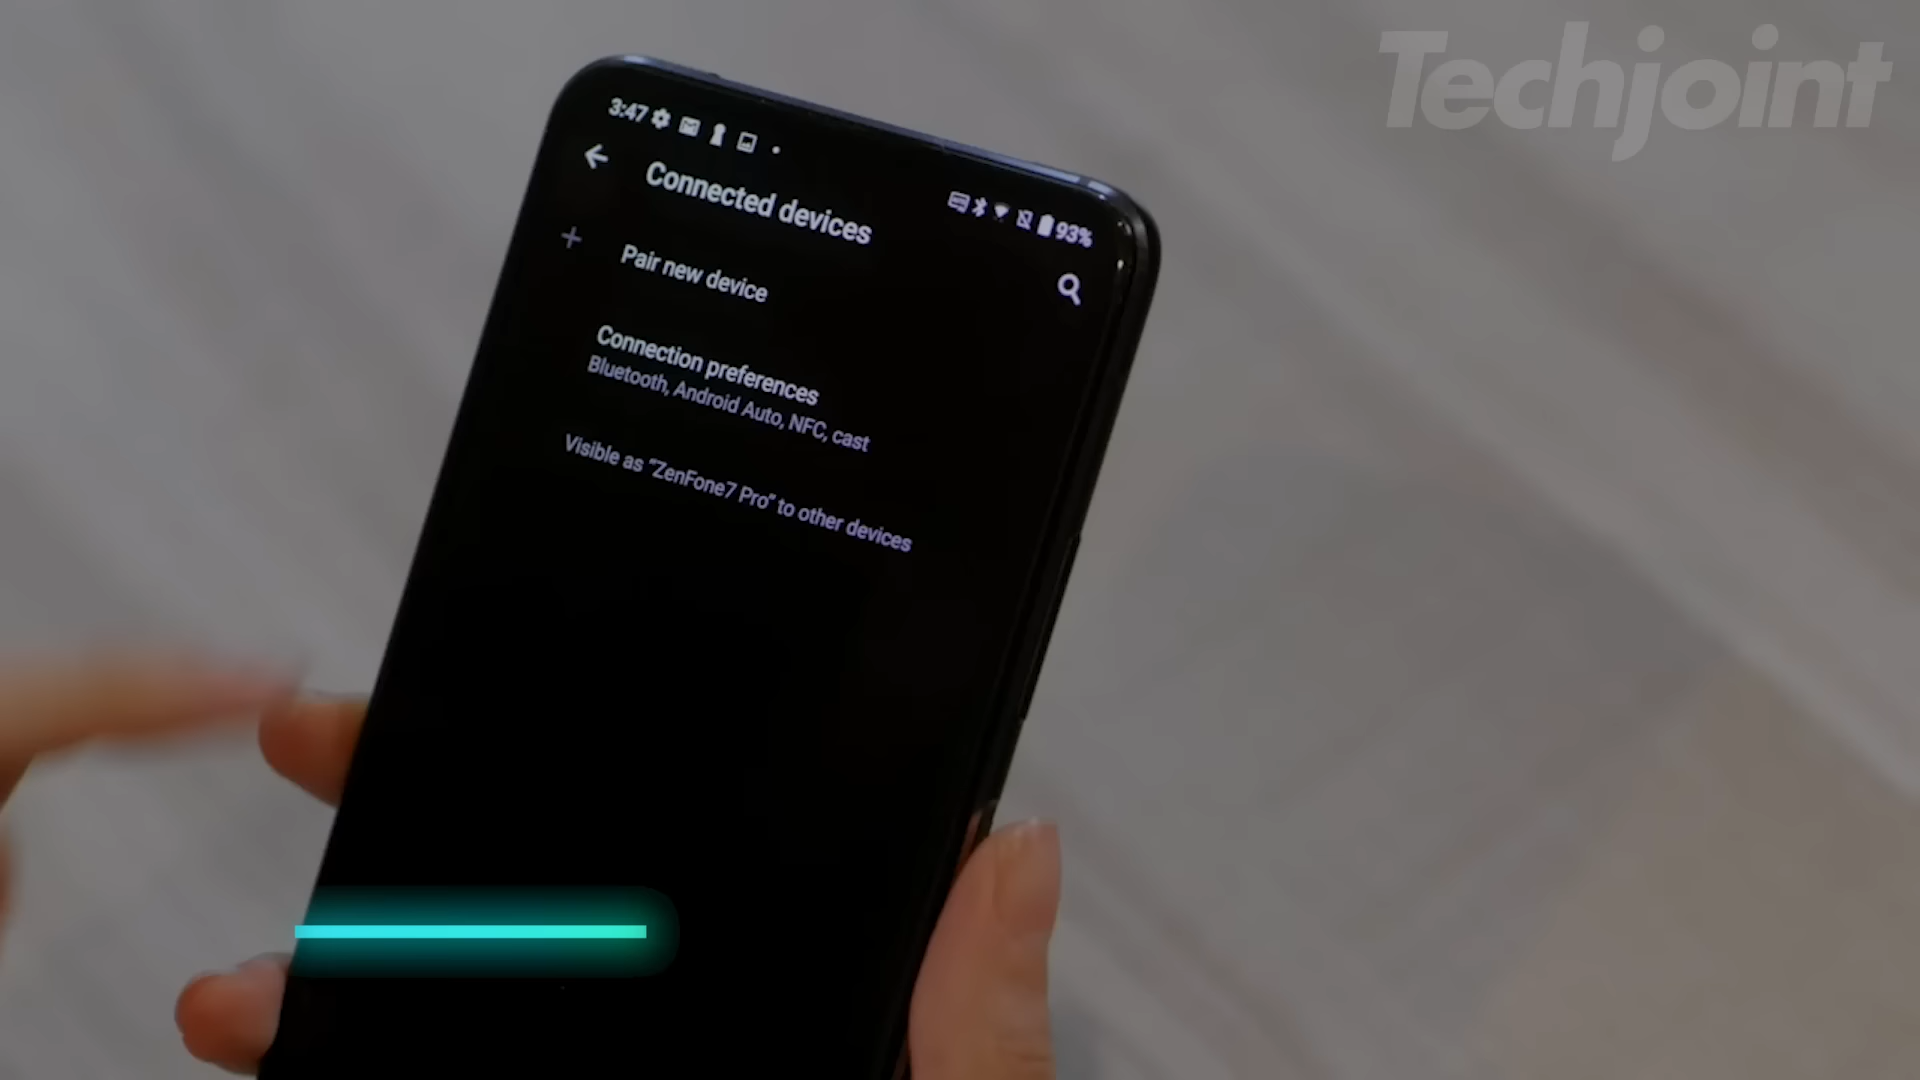 Techjoint
3:47
93%
Connected devices
Pair new device
Connection preferences
Bluetooth, Android Auto, NFC, cast
Visible as “ZenFone7 Pro” to other devices